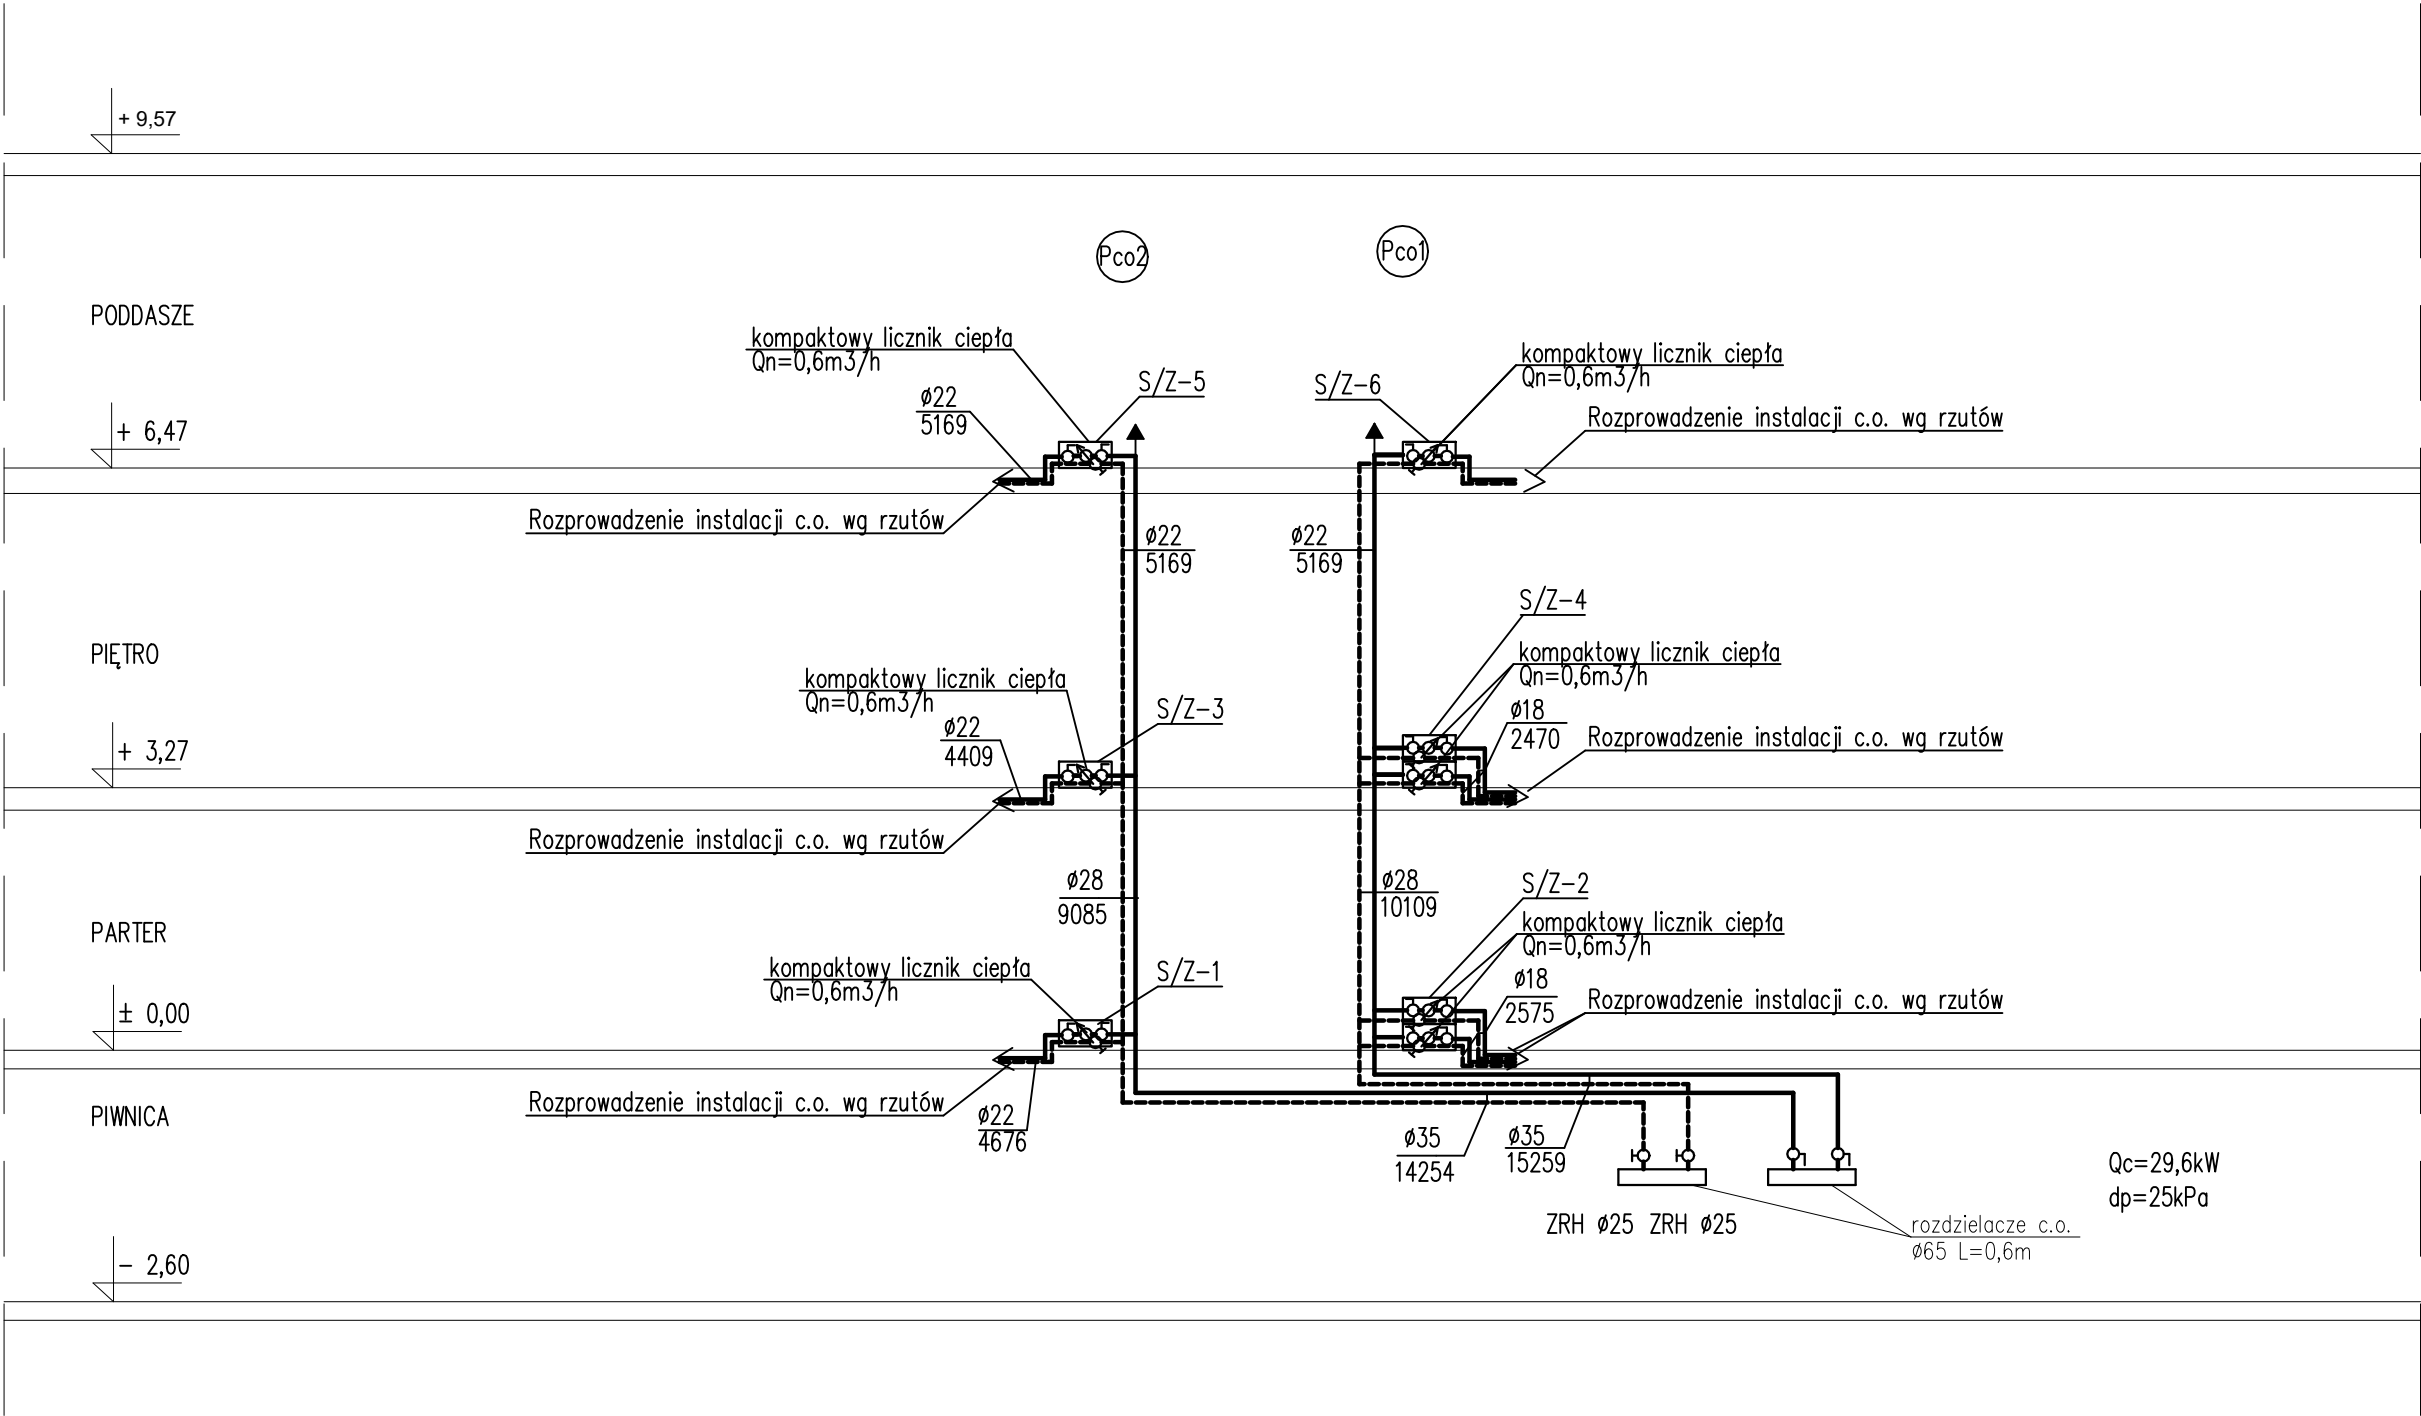 + 9,57
Pco2
Pco1
PODDASZE
kompaktowy licznik ciepła
Qn=0,6m3/h
S/Z-5
S/Z-6
kompaktowy licznik ciepła
Qn=0,6m3/h
ø22
5169
Rozprowadzenie instalacji c.o. wg rzutów
+ 6,47
Rozprowadzenie instalacji c.o. wg rzutów
ø22
5169
ø22
5169
S/Z-4
PIĘTRO
kompaktowy licznik ciepła
Qn=0,6m3/h
kompaktowy licznik ciepła
Qn=0,6m3/h
S/Z-3
ø18
2470
ø22
4409
Rozprowadzenie instalacji c.o. wg rzutów
+ 3,27
Rozprowadzenie instalacji c.o. wg rzutów
ø28
9085
ø28
10109
S/Z-2
PARTER
kompaktowy licznik ciepła
Qn=0,6m3/h
kompaktowy licznik ciepła
Qn=0,6m3/h
S/Z-1
ø18
2575
Rozprowadzenie instalacji c.o. wg rzutów
± 0,00
Rozprowadzenie instalacji c.o. wg rzutów
PIWNICA
ø22
4676
ø35
14254
ø35
15259
Qc=29,6kW
dp=25kPa
ZRH ø25 ZRH ø25
rozdzielacze c.o.
ø65 L=0,6m
- 2,60